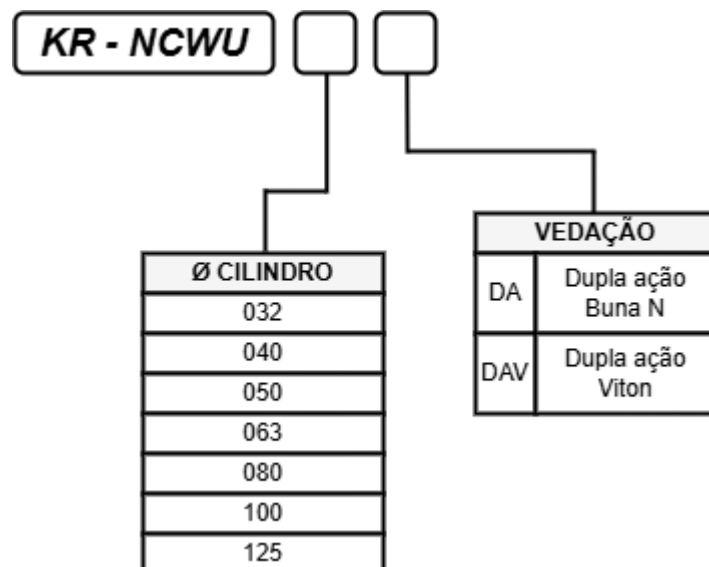 KR - NCWU
Ø CILINDRO
032
040
050
063
080
100
125
VEDAÇÃO
DA
Dupla ação
Buna N
DAV
Dupla ação
Viton